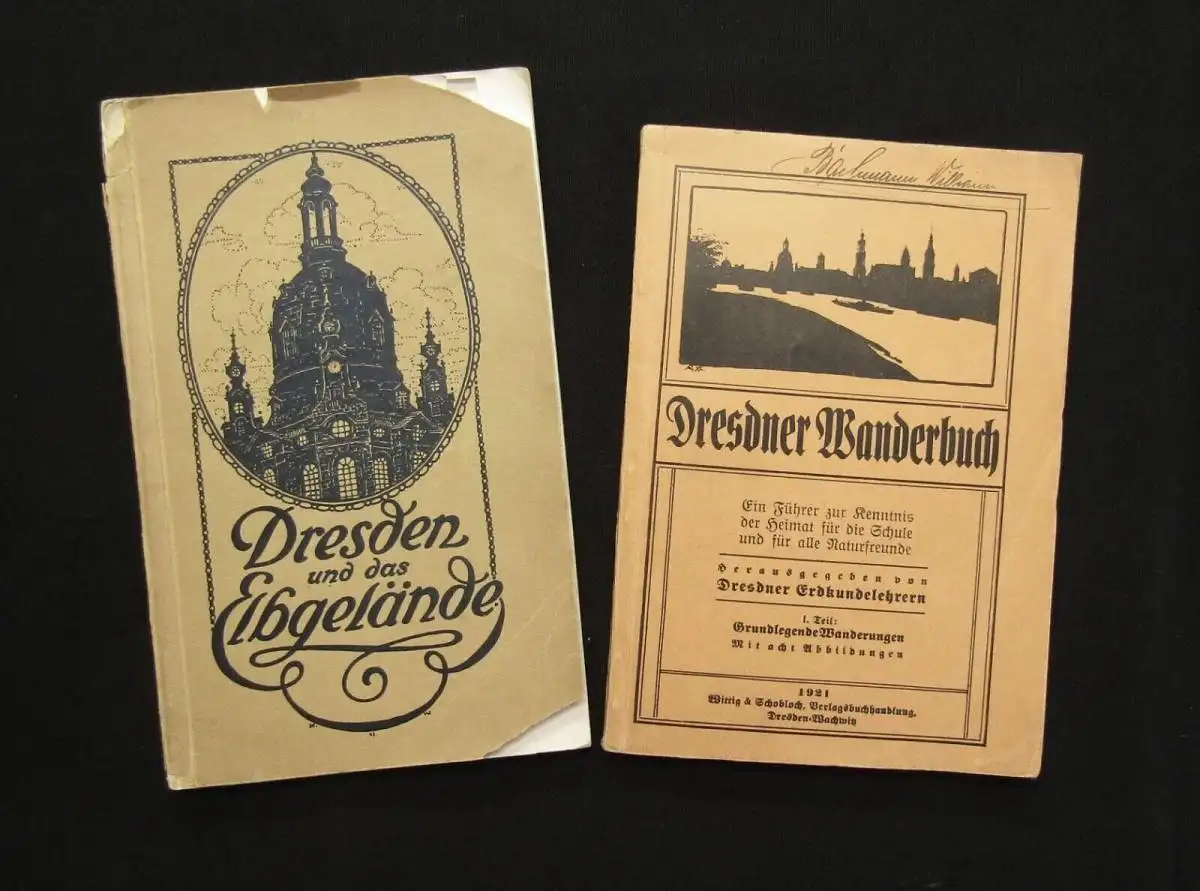 Dresden
und das
Elbgelände
Dresdner Wanderbuch
Ein Führer zur Kenntnis
der Heimat für die Schule
und für alle Naturfreunde
Herausgegeben von
Dresdner Erdkundelehrern
1. Teil:
Grundlegende Wanderungen
Mit acht Abbildungen
1921
Wittig & Schobloch, Verlagsbuchhandlung,
Dresden-Wachwitz